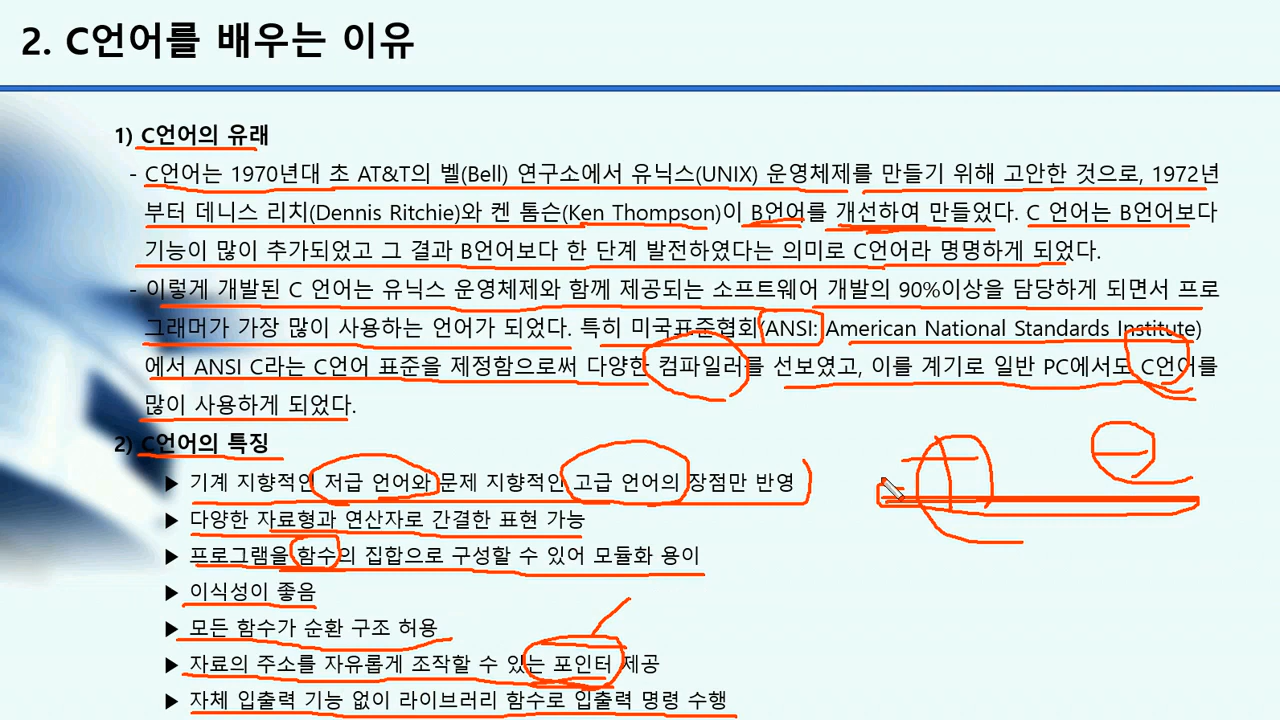 2. C언어를 배우는 이유
1) C언어의 유래
- C언어는 1970년대 초 AT&T의 벨(Bell) 연구소에서 유닉스(UNIX) 운영체제를 만들기 위해 고안한 것으로, 1972년
부터 데니스 리치(Dennis Ritchie)와 켄 톰슨(Ken Thompson)이 B언어를 개선하여 만들었다. C 언어는 B언어보다
기능이 많이 추가되었고 그 결과 B언어보다 한 단계 발전하였다는 의미로 C언어라 명명하게 되었다.
- 이렇게 개발된 C 언어는 유닉스 운영체제와 함께 제공되는 소프트웨어 개발의 90%이상을 담당하게 되면서 프로
그래머가 가장 많이 사용하는 언어가 되었다. 특히 미국표준협회(ANSI: American National Standards Institute)
에서 ANSI C라는 C언어 표준을 제정함으로써 다양한 컴파일러를 선보였고, 이를 계기로 일반 PC에서도 C언어를
많이 사용하게 되었다.
2) C언어의 특징
▶ 기계 지향적인 저급 언어와 문제 지향적인 고급 언어의 장점만 반영
▶ 다양한 자료형과 연산자로 간결한 표현 가능
▶ 프로그램을 함수의 집합으로 구성할 수 있어 모듈화 용이
▶ 이식성이 좋음
▶ 모든 함수가 순환 구조 허용
▶ 자료의 주소를 자유롭게 조작할 수 있는 포인터 제공
▶ 자체 입출력 기능 없이 라이브러리 함수로 입출력 명령 수행